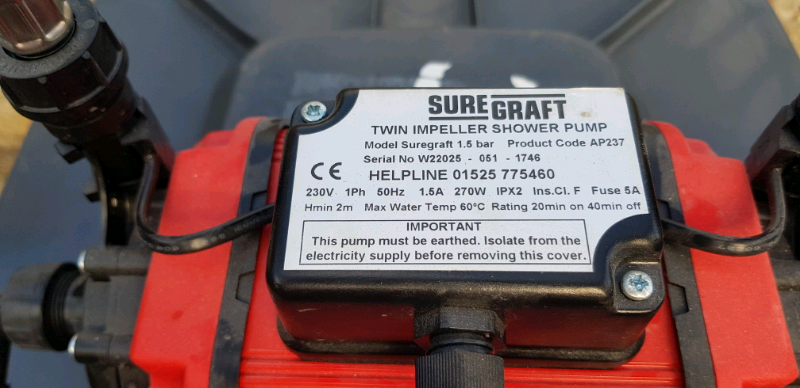 SURE GRAFT
TWIN IMPELLER SHOWER PUMP
Model Suregraft 1.5 bar Product Code AP237
Serial No W22025 - 051 - 1746
CE HELPLINE 01525 775460
230V 1Ph 50Hz 1.5A 270W IPX2 Ins.Cl. F Fuse 5A
Hmin 2m Max Water Temp 60°C Rating 20min on 40min off
IMPORTANT
This pump must be earthed. Isolate from the
electricity supply before removing this cover.